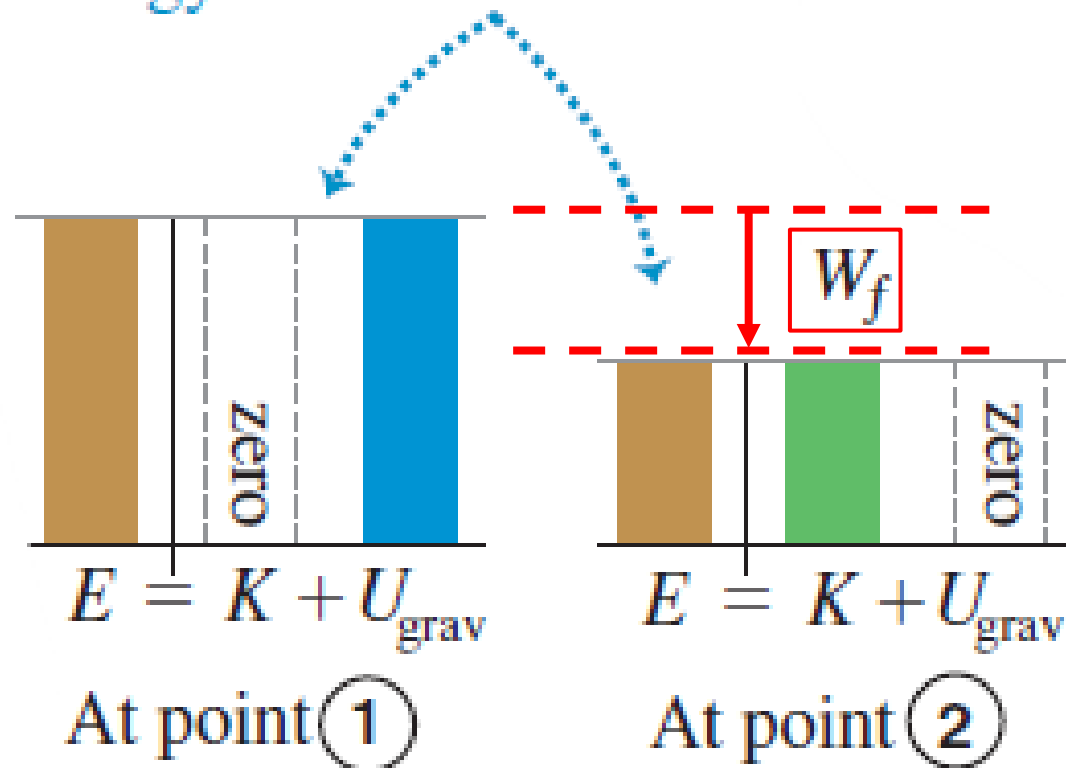 W_f
zero
zero
E = K + U_grav
E = K + U_grav
At point ①
At point ②